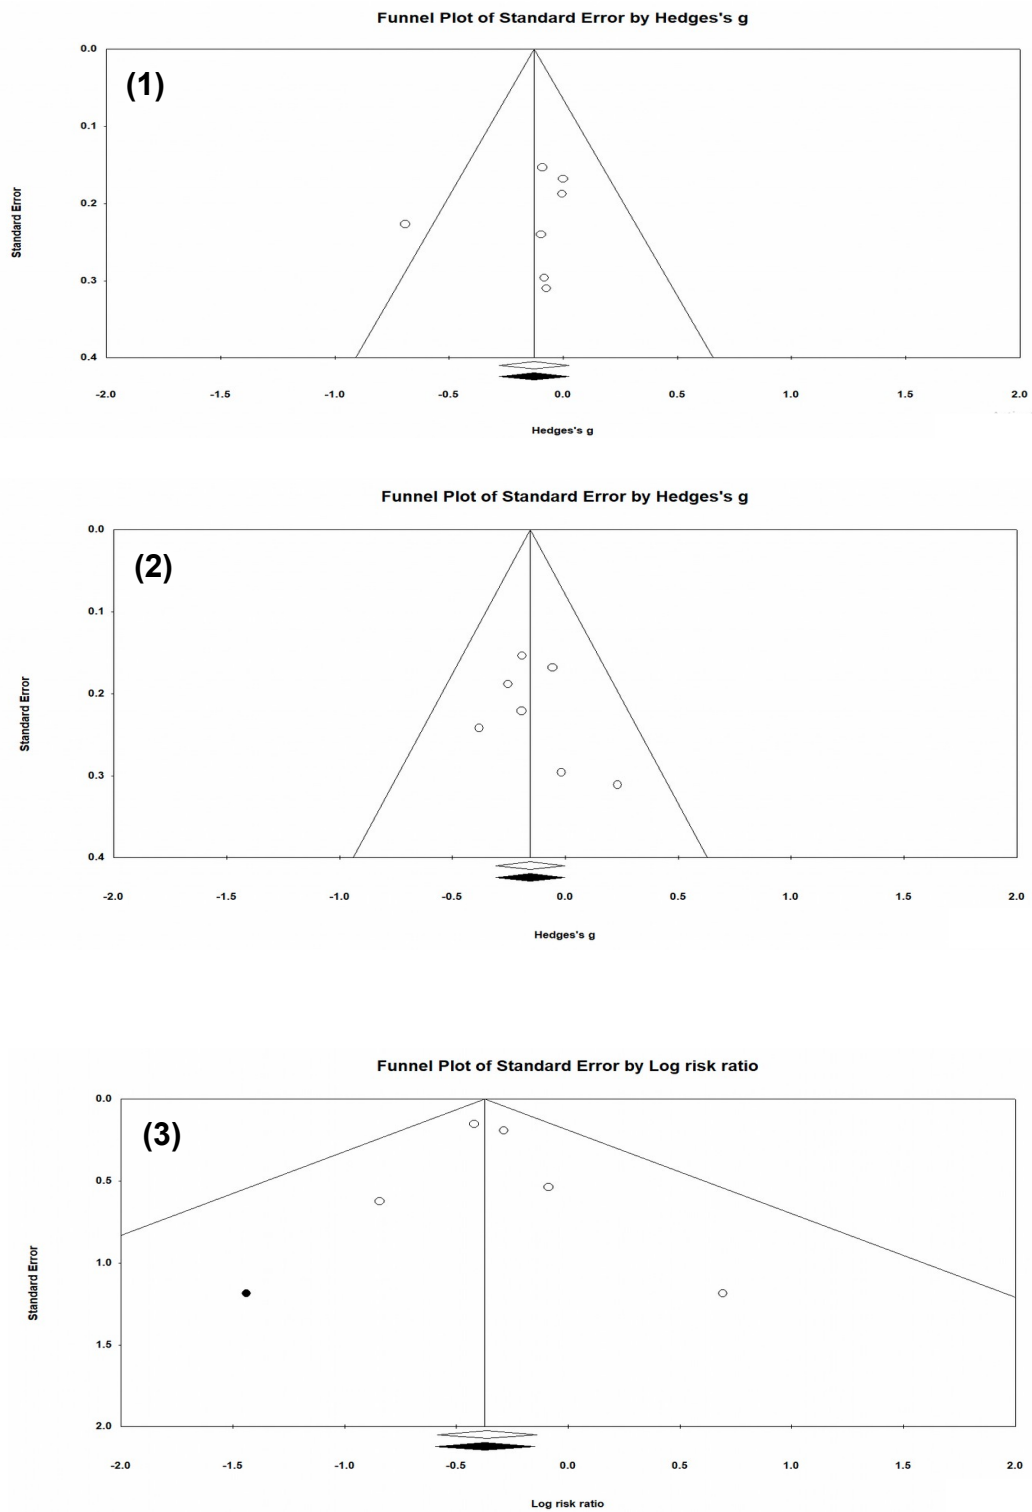 Funnel Plot of Standard Error by Hedges's g
(1)
Standard Error
0.0
0.1
0.2
0.3
0.4
-2.0 -1.5 -1.0 -0.5 0.0 0.5 1.0 1.5 2.0
Hedges's g
Funnel Plot of Standard Error by Hedges's g
(2)
Standard Error
0.0
0.1
0.2
0.3
0.4
-2.0 -1.5 -1.0 -0.5 0.0 0.5 1.0 1.5 2.0
Hedges's g
Funnel Plot of Standard Error by Log risk ratio
(3)
Standard Error
0.0
0.5
1.0
1.5
2.0
-2.0 -1.5 -1.0 -0.5 0.0 0.5 1.0 1.5 2.0
Log risk ratio